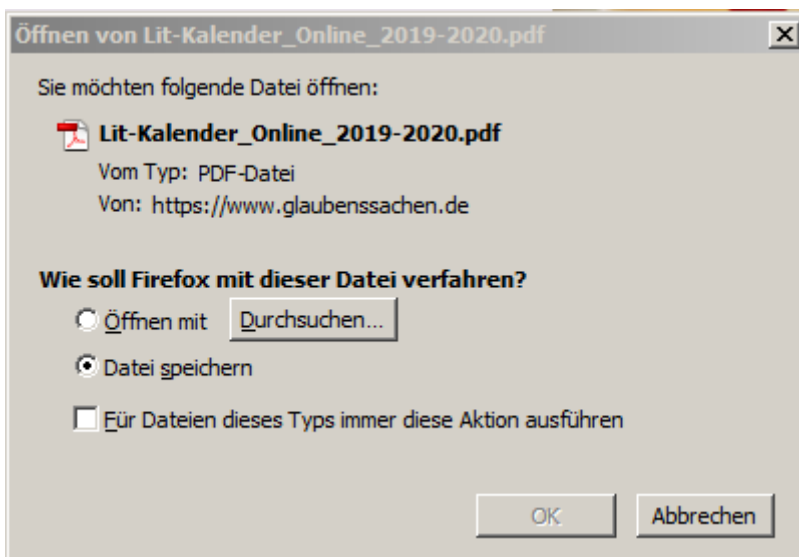 Öffnen von Lit-Kalender_Online_2019-2020.pdf
Sie möchten folgende Datei öffnen:
Lit-Kalender_Online_2019-2020.pdf
Vom Typ: PDF-Datei
Von: https://www.glaubenssachen.de
Wie soll Firefox mit dieser Datei verfahren?
Öffnen mit Durchsuchen...
Datei speichern
Für Dateien dieses Typs immer diese Aktion ausführen
OK Abbrechen